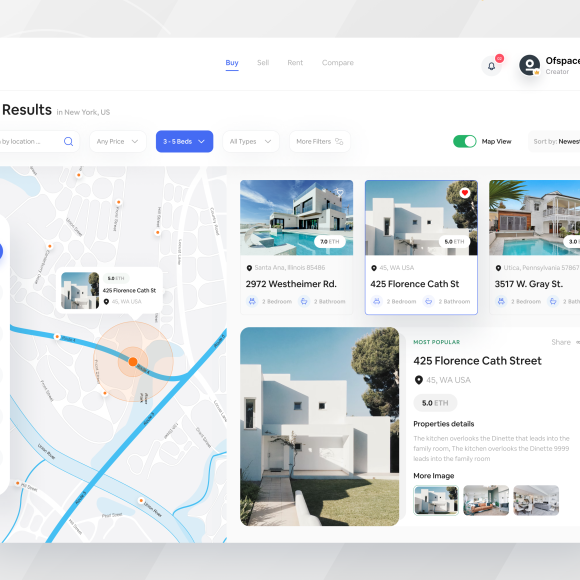 Buy
Sell
Rent
Compare
Ofspace
Creator
Results
in New York, US
by location ...
Any Price
3 - 5 Beds
All Types
More Filters
Map View
Sort by: Newest
7.0 ETH
5.0 ETH
3.0
Santa Ana, Illinois 85486
2972 Westheimer Rd.
2 Bedroom
2 Bathroom
45, WA USA
425 Florence Cath St
2 Bedroom
2 Bathroom
Utica, Pennsylvania 57867
3517 W. Gray St.
2 Bedroom
2 Bathroom
5.0 ETH
425 Florence Cath St
45, WA USA
MOST POPULAR
Share
425 Florence Cath Street
45, WA USA
5.0 ETH
Properties details
The kitchen overlooks the Dinette that leads into the
family room, The kitchen overlooks the Dinette 9999
leads into the family room
More Image